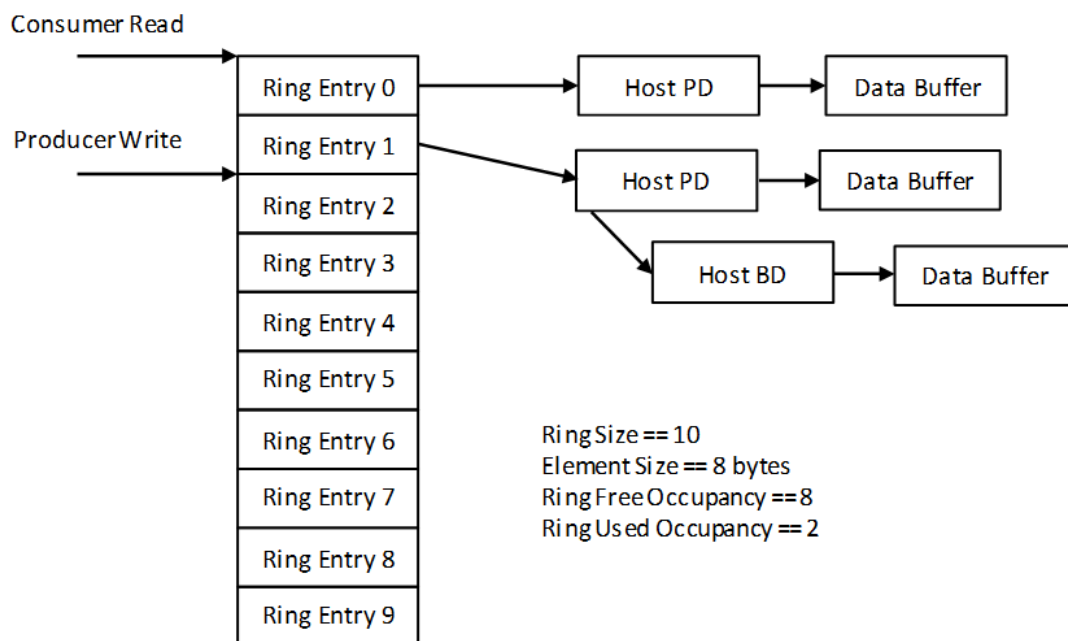 Consumer Read
Ring Entry 0
Host PD
Data Buffer
Producer Write
Ring Entry 1
Host PD
Data Buffer
Ring Entry 2
Ring Entry 3
Host BD
Data Buffer
Ring Entry 4
Ring Entry 5
Ring Entry 6
Ring Entry 7
Ring Entry 8
Ring Entry 9
Ring Size == 10
Element Size == 8 bytes
Ring Free Occupancy == 8
Ring Used Occupancy == 2